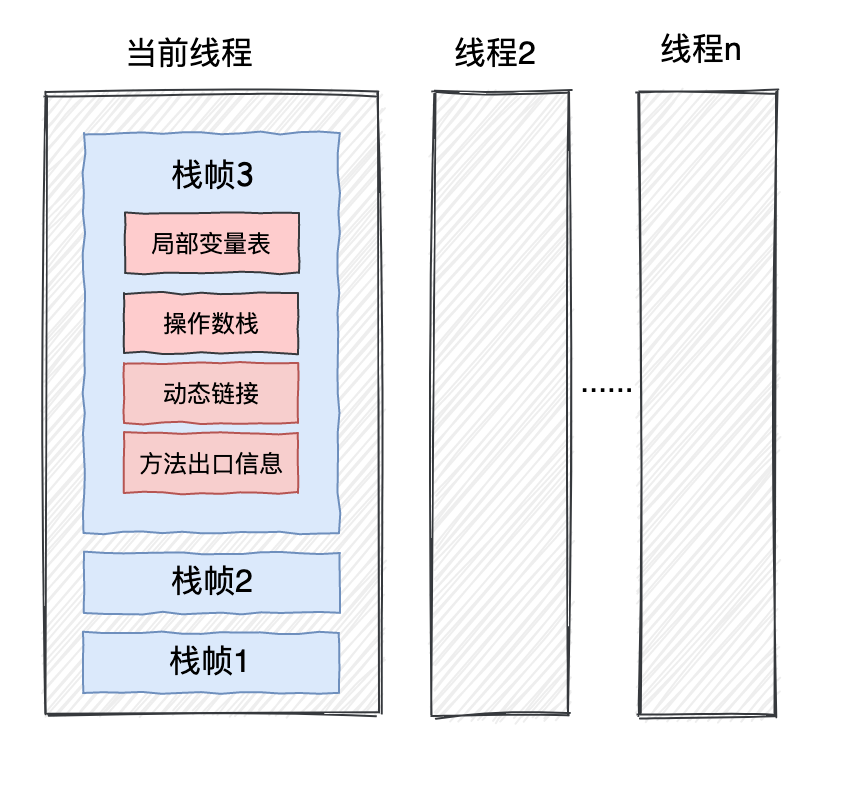 当前线程
线程2
线程n
栈帧3
局部变量表
操作数栈
动态链接
方法出口信息
......
栈帧2
栈帧1